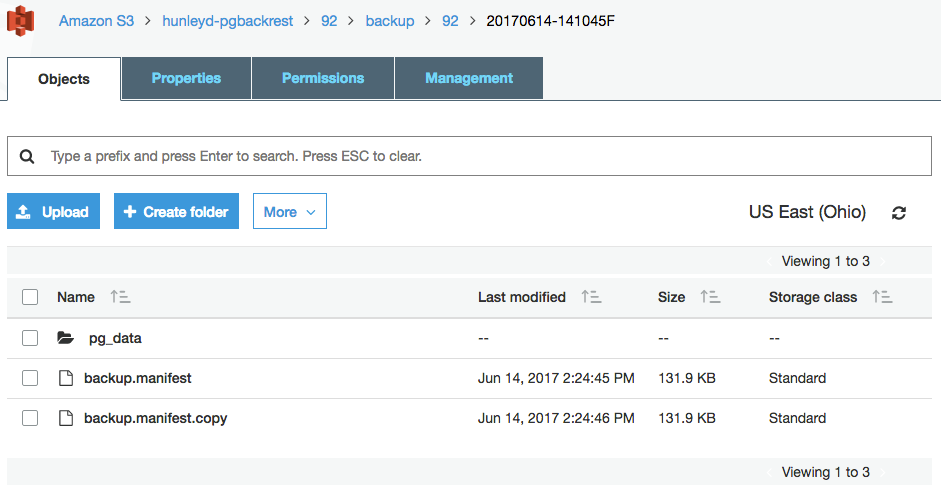 Amazon S3 > hunleyd-pgbackrest > 92 > backup > 92 > 20170614-141045F
Objects Properties Permissions Management
Type a prefix and press Enter to search. Press ESC to clear.
Upload Create folder More US East (Ohio)
Viewing 1 to 3
Name Last modified Size Storage class
pg_data -- -- --
backup.manifest Jun 14, 2017 2:24:45 PM 131.9 KB Standard
backup.manifest.copy Jun 14, 2017 2:24:46 PM 131.9 KB Standard
Viewing 1 to 3